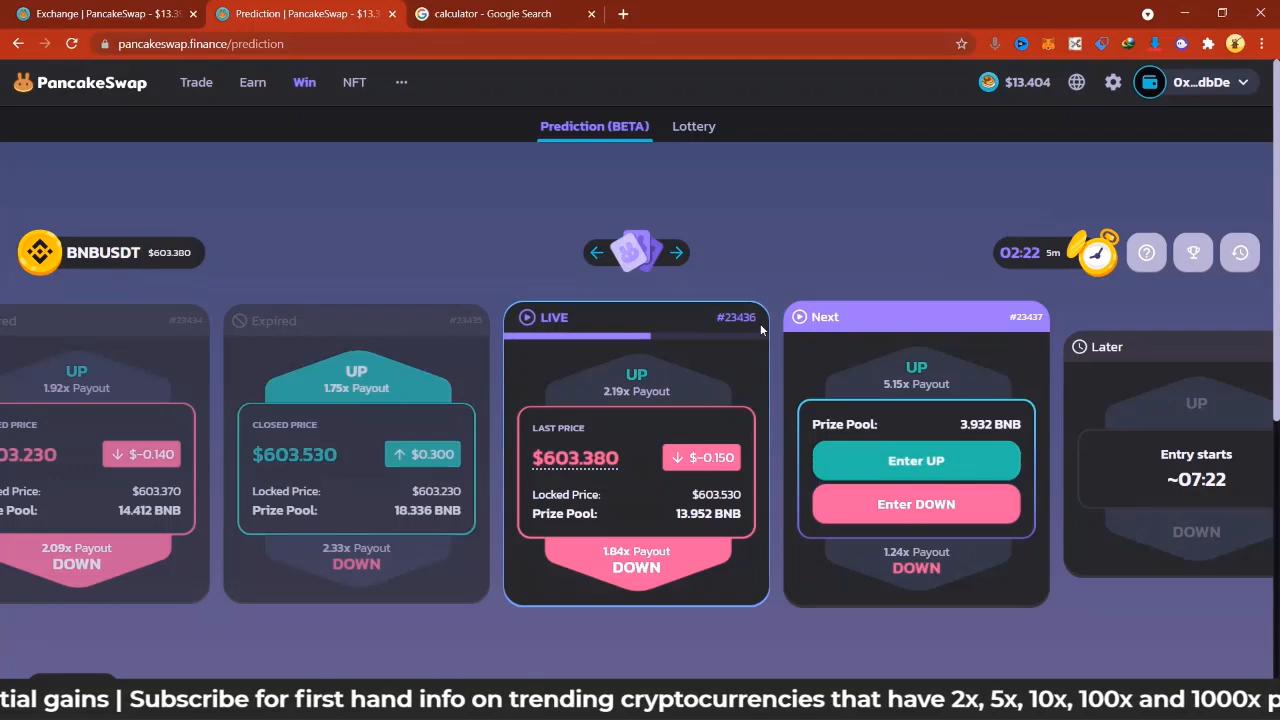 Exchange | PancakeSwap - $13.39
Prediction | PancakeSwap - $13.3
calculator - Google Search
pancakeswap.finance/prediction
PancakeSwap
Trade
Earn
Win
NFT
$13.404
0x...dbDe
Prediction (BETA)
Lottery
BNBUSDT $603.380
02:22 5m
#23434
UP
1.92x Payout
ED PRICE
03.230
$-0.140
$603.370
14.412 BNB
2.09x Payout
DOWN
Expired
#23435
UP
1.75x Payout
CLOSED PRICE
$603.530
$0.300
Locked Price: $603.230
Prize Pool: 18.336 BNB
2.33x Payout
DOWN
LIVE
#23436
UP
2.19x Payout
LAST PRICE
$603.380
$-0.150
Locked Price: $603.530
Prize Pool: 13.952 BNB
1.84x Payout
DOWN
Next
#23437
UP
5.15x Payout
Prize Pool: 3.932 BNB
Enter UP
Enter DOWN
1.24x Payout
DOWN
Later
UP
Entry starts
~07:22
DOWN
tial gains | Subscribe for first hand info on trending cryptocurrencies that have 2x, 5x, 10x, 100x and 1000x p